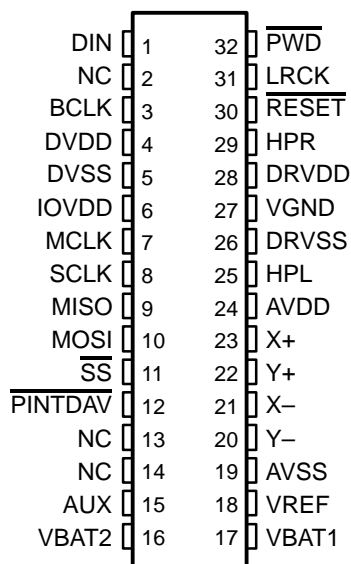 DIN 1 32 PWD
NC 2 31 LRCK
BCLK 3 30 RESET
DVDD 4 29 HPR
DVSS 5 28 DRVDD
IOVDD 6 27 VGND
MCLK 7 26 DRVSS
SCLK 8 25 HPL
MISO 9 24 AVDD
MOSI 10 23 X+
SS 11 22 Y+
PINTDAV 12 21 X–
NC 13 20 Y–
NC 14 19 AVSS
AUX 15 18 VREF
VBAT2 16 17 VBAT1